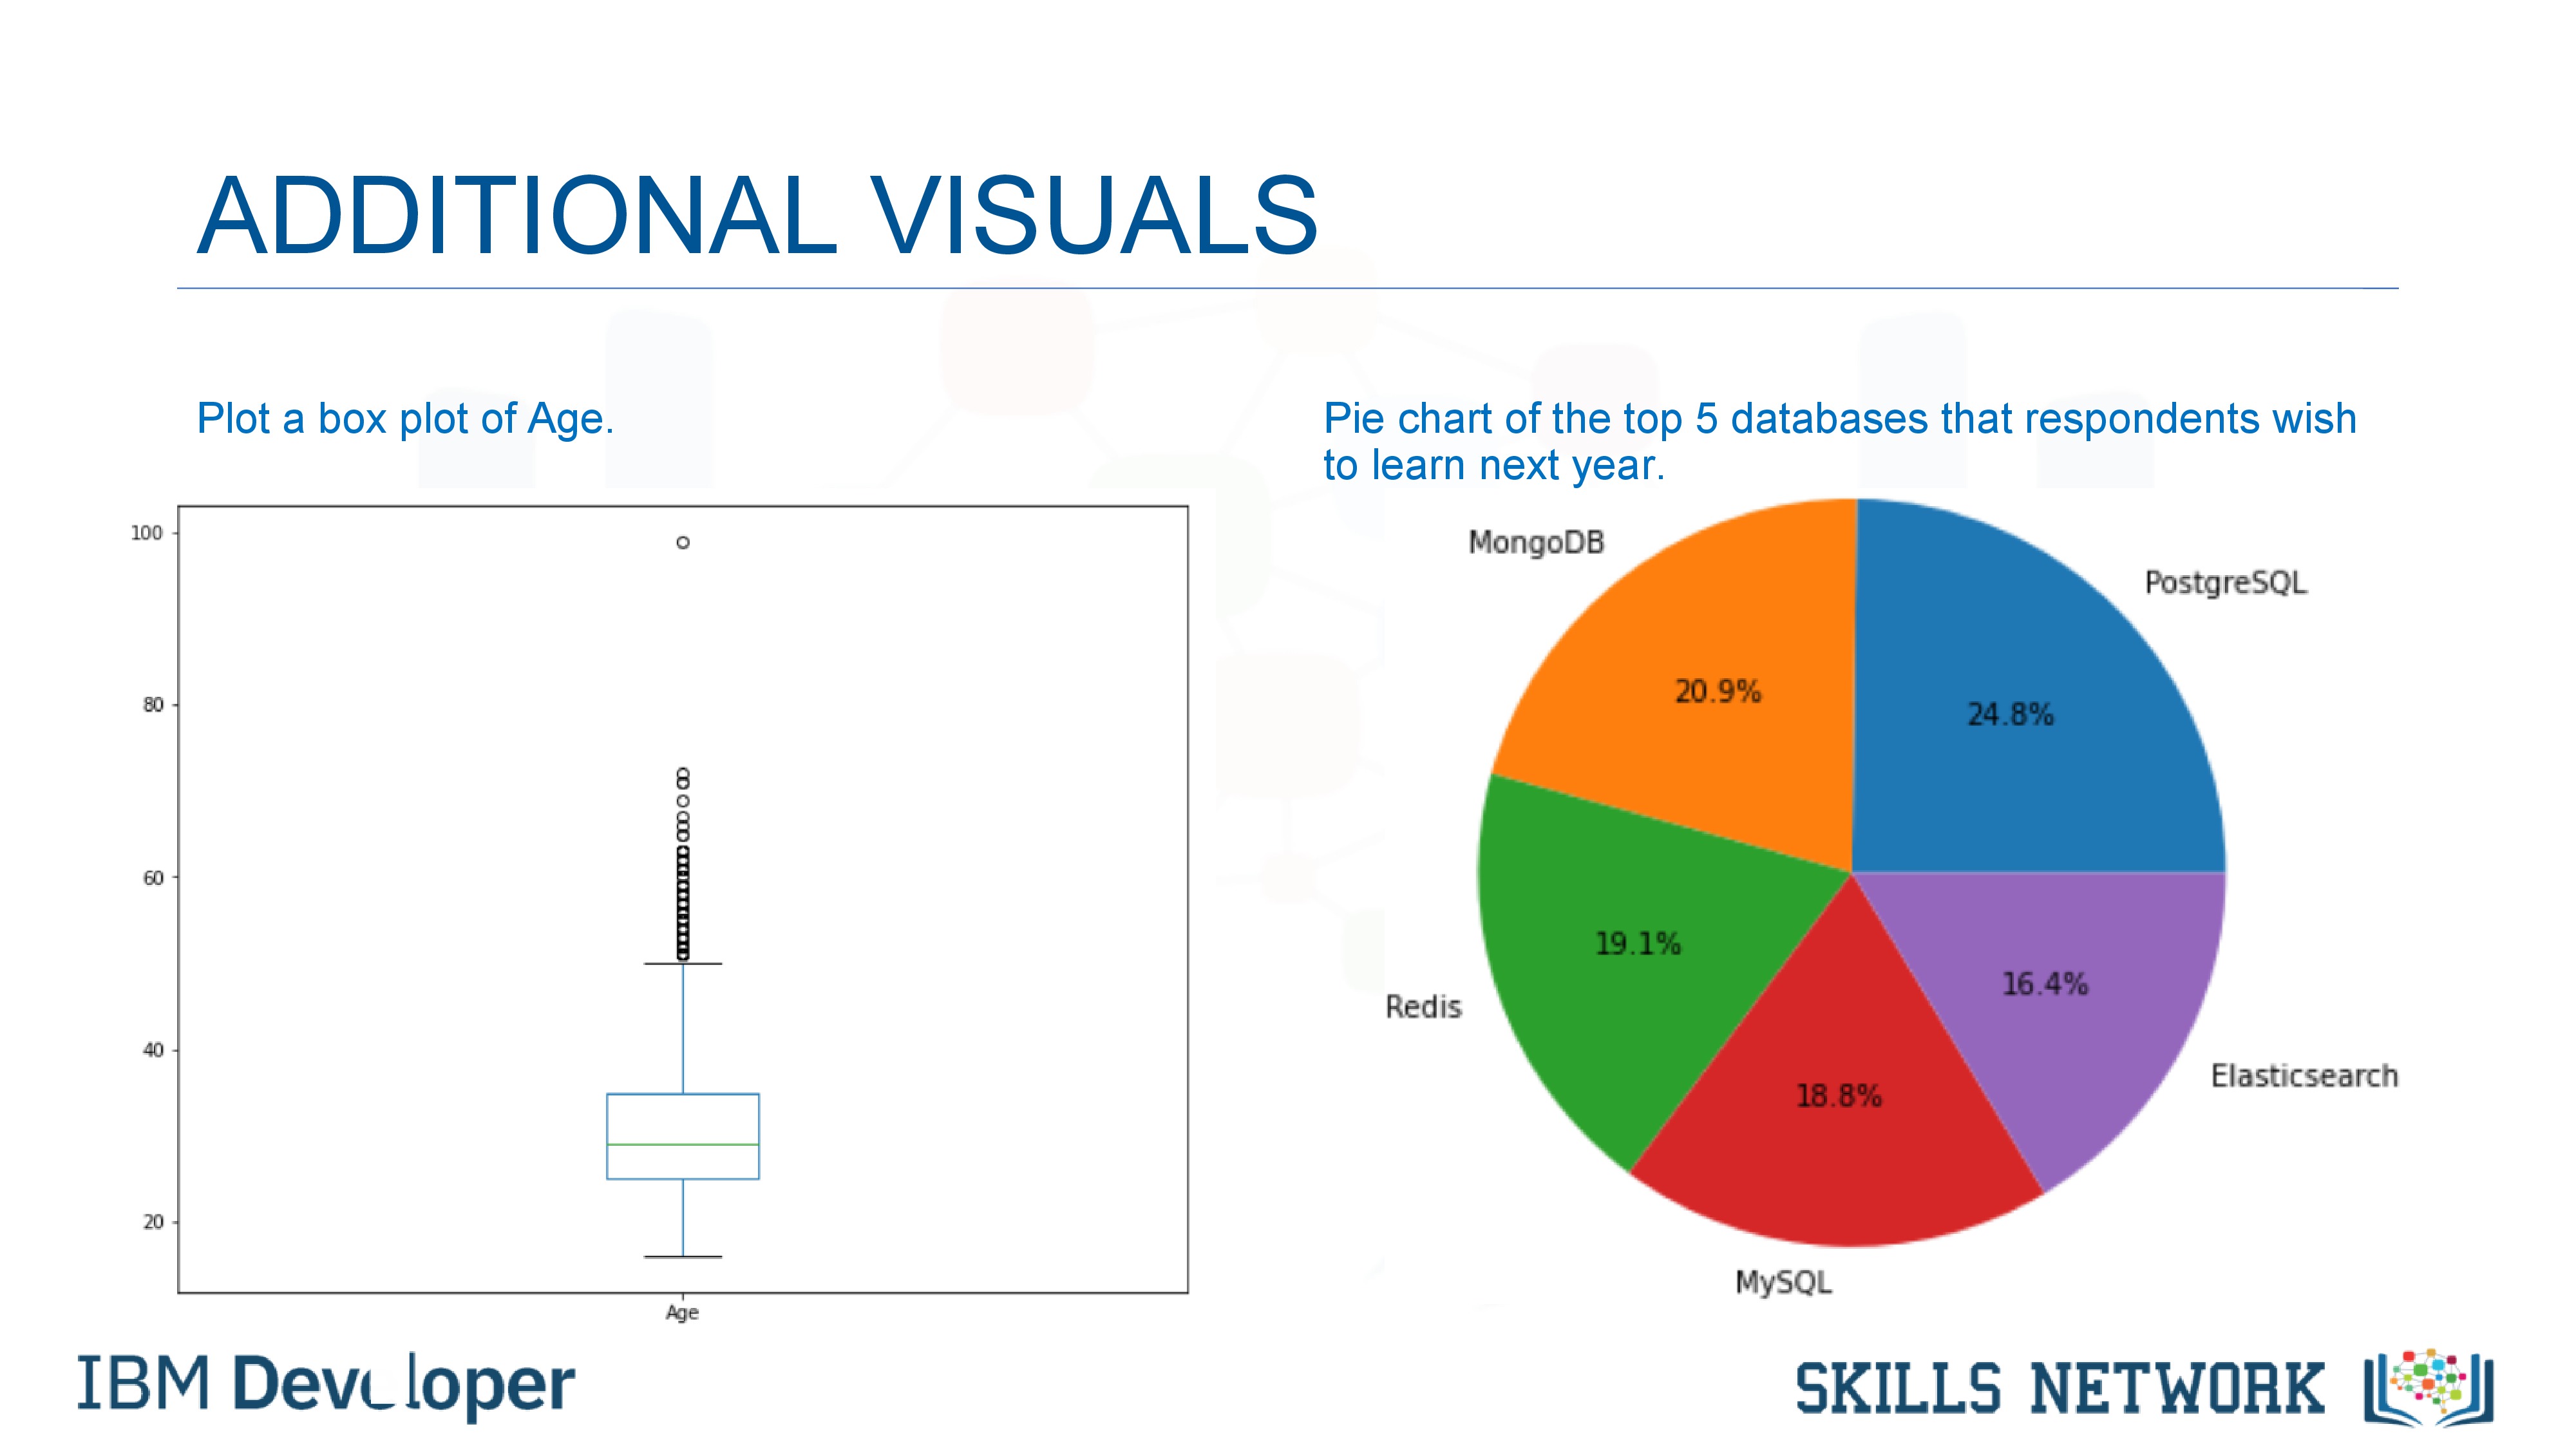 ADDITIONAL VISUALS
Plot a box plot of Age.
100
80
60
40
20
Age
Pie chart of the top 5 databases that respondents wish
to learn next year.
MongoDB
PostgreSQL
20.9%
24.8%
19.1%
16.4%
Redis
Elasticsearch
18.8%
MySQL
IBM Developer
SKILLS NETWORK